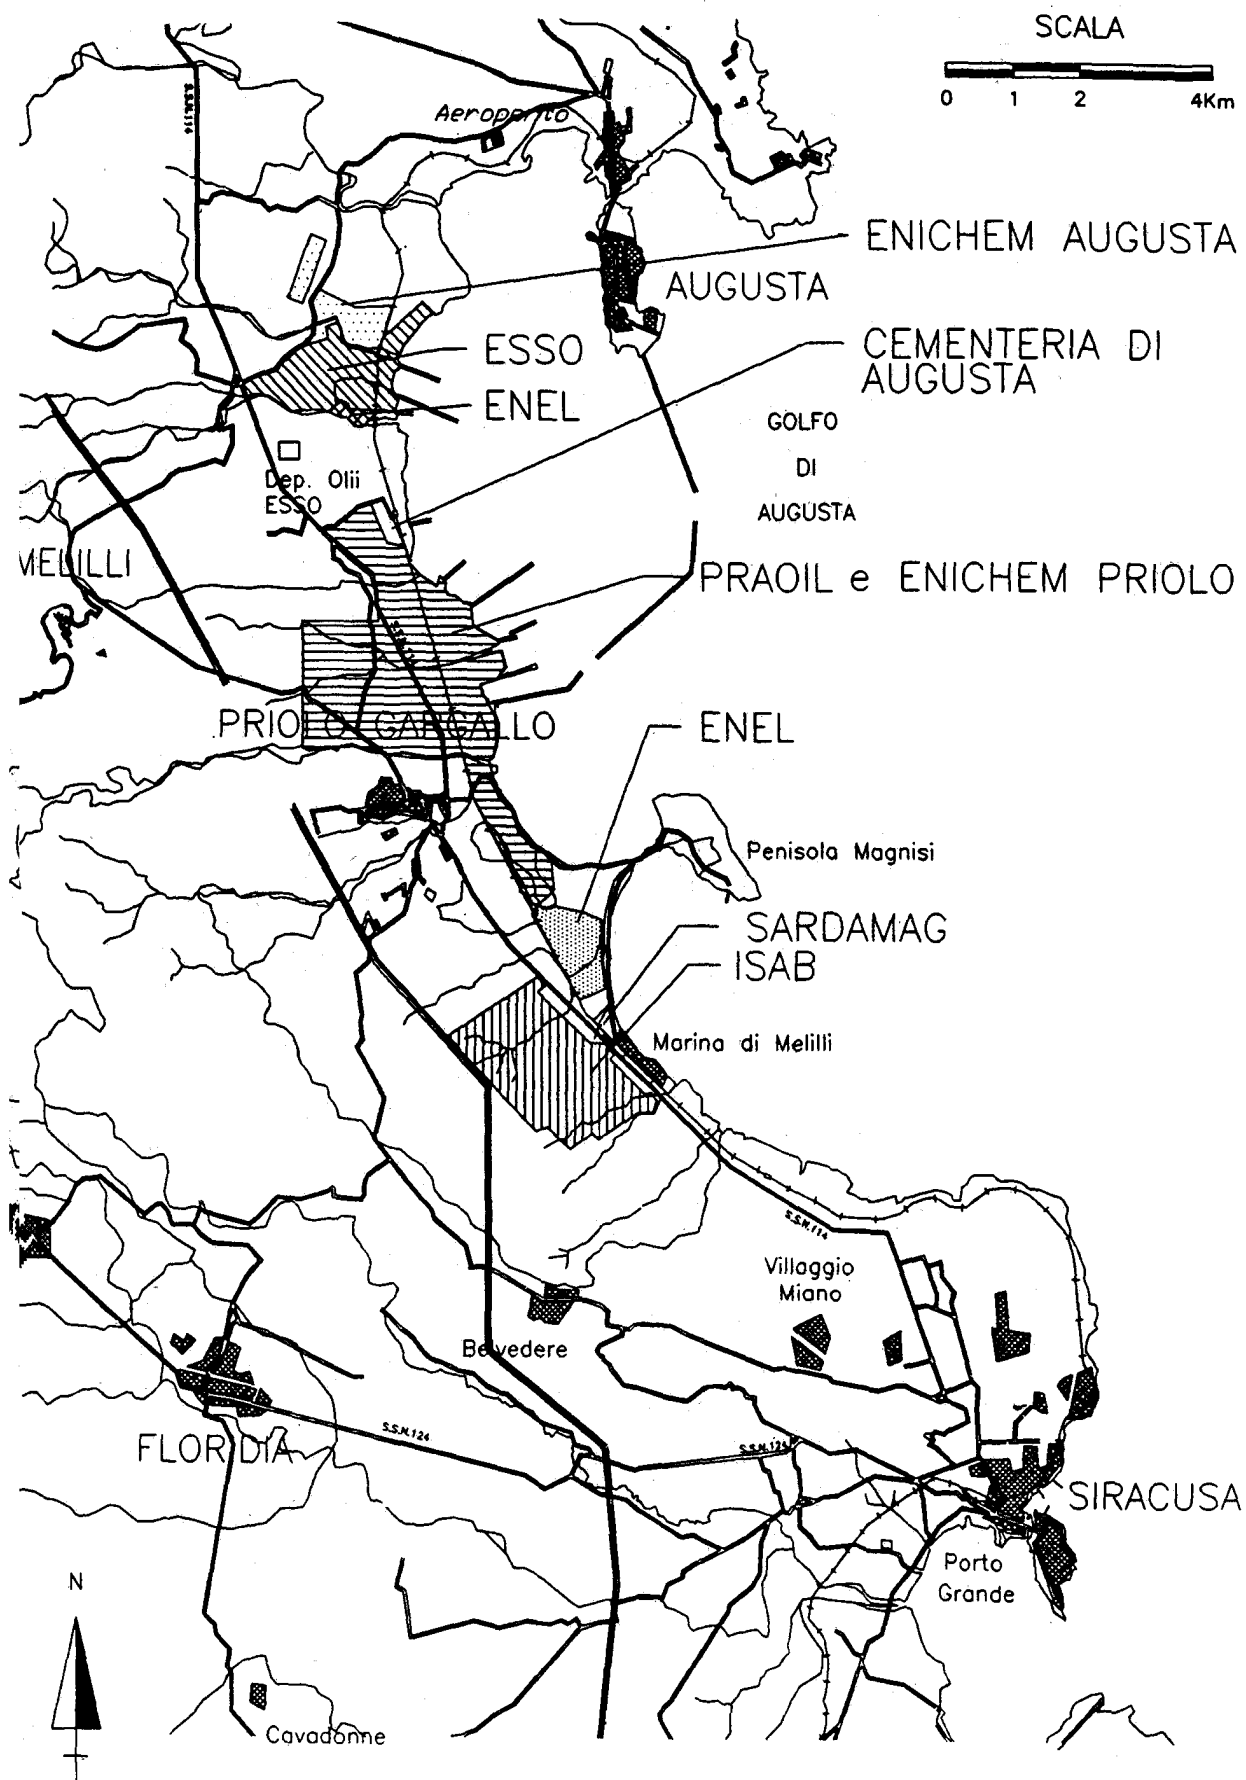 SCALA
0 1 2 4Km
S.S.N.114
Aeroporto
ENICHEM AUGUSTA
AUGUSTA
ESSO
CEMENTERIA DI
AUGUSTA
ENEL
GOLFO
DI
AUGUSTA
Dep. Olii
ESSO
MELILLI
PRAOIL e ENICHEM PRIOLO
PRIOLO GARGALLO
ENEL
Penisola Magnisi
SARDAMAG
ISAB
Marina di Melilli
S.S.N.114
Villaggio
Miano
Belvedere
S.S.N.124
S.S.N.124
FLORIDIA
SIRACUSA
Porto
Grande
N
Cavadonne